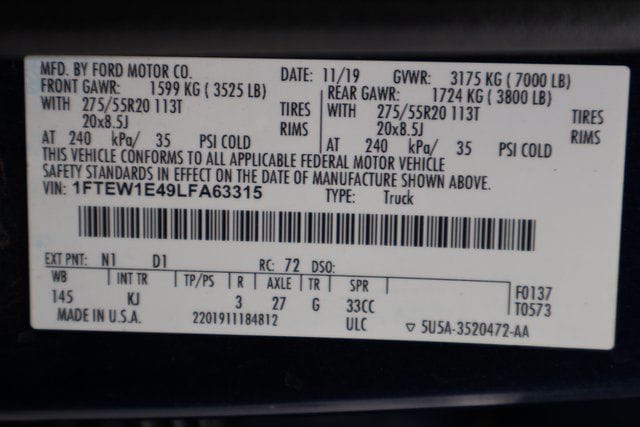 MFD. BY FORD MOTOR CO. DATE: 11/19 GVWR: 3175 KG ( 7000 LB)
FRONT GAWR: 1599 KG ( 3525 LB) REAR GAWR: 1724 KG ( 3800 LB)
WITH 275/55R20 113T TIRES WITH 275/55R20 113T TIRES
20x8.5J RIMS 20x8.5J RIMS
AT 240 kPa/ 35 PSI COLD AT 240 kPa/ 35 PSI COLD
THIS VEHICLE CONFORMS TO ALL APPLICABLE FEDERAL MOTOR VEHICLE
SAFETY STANDARDS IN EFFECT ON THE DATE OF MANUFACTURE SHOWN ABOVE.
VIN: 1FTEW1E49LFA63315 TYPE: Truck
EXT PNT: N1 D1 RC: 72 DSO:
WB INT TR TP/PS R AXLE TR SPR F0137
145 KJ 3 27 G 33CC T0573
MADE IN U.S.A. 2201911184812 ULC ▽ 5U5A-3520472-AA